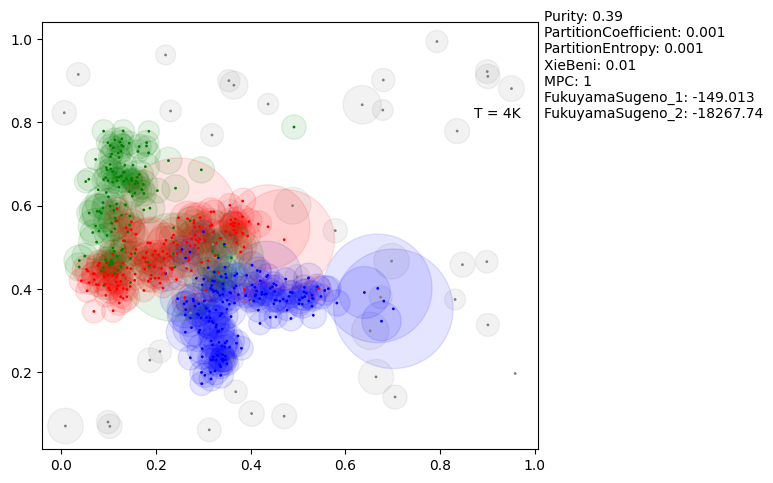 Purity: 0.39
PartitionCoefficient: 0.001
PartitionEntropy: 0.001
XieBeni: 0.01
MPC: 1
FukuyamaSugeno_1: -149.013
FukuyamaSugeno_2: -18267.74
T = 4K
1.0
0.8
0.6
0.4
0.2
0.0
0.2
0.4
0.6
0.8
1.0